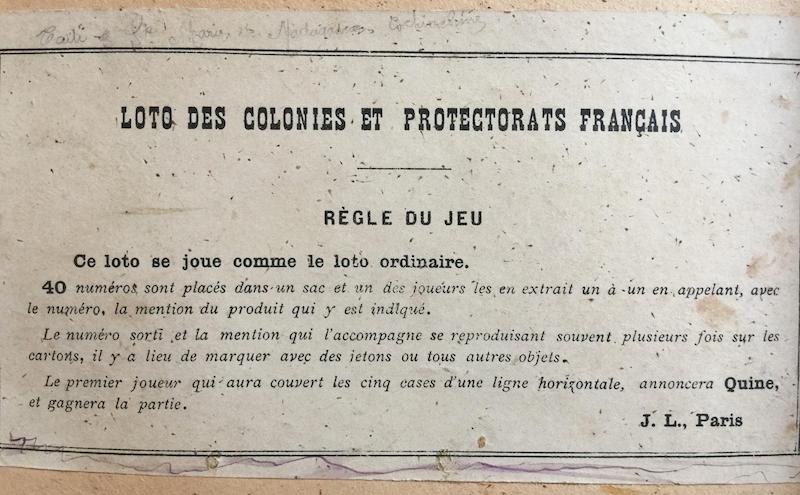 Madagascar Cochinchine
LOTO DES COLONIES ET PROTECTORATS FRANÇAIS
RÈGLE DU JEU
Ce loto se joue comme le loto ordinaire.
40 numéros sont placés dans un sac et un des joueurs les en extrait un à un en appelant, avec
le numéro, la mention du produit qui y est indiqué.
Le numéro sorti et la mention qui l'accompagne se reproduisant souvent plusieurs fois sur les
cartons, il y a lieu de marquer avec des jetons ou tous autres objets.
Le premier joueur qui aura couvert les cinq cases d'une ligne horizontale, annoncera Quine,
et gagnera la partie.
J. L., Paris